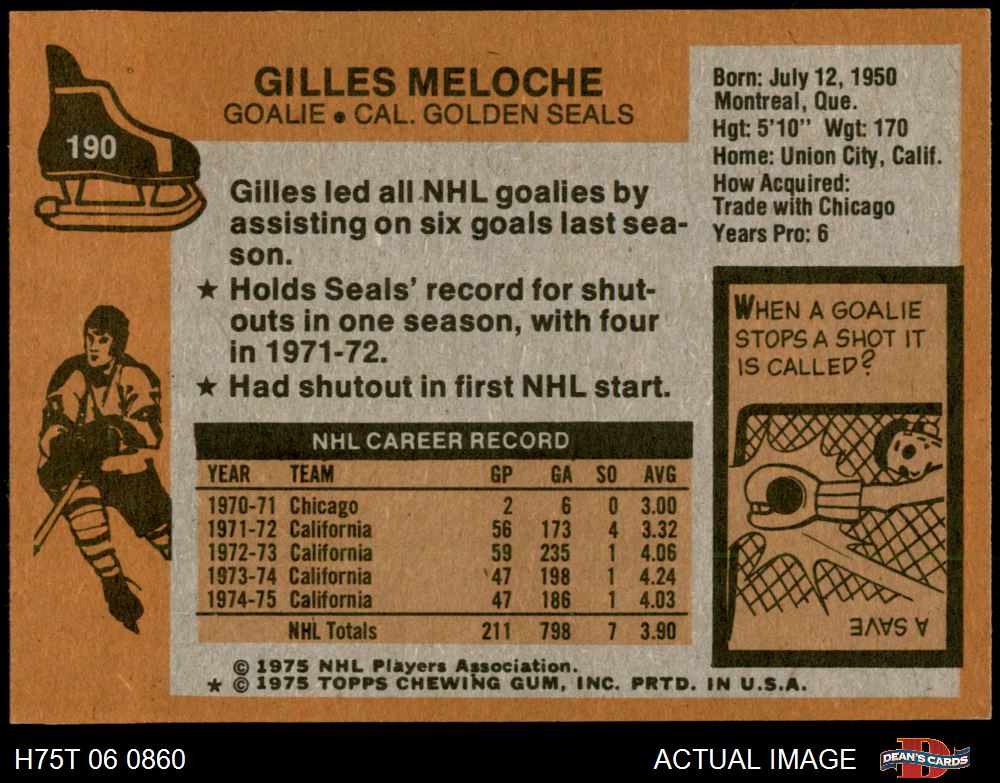 190
GILLES MELOCHE
GOALIE • CAL. GOLDEN SEALS
Born: July 12, 1950
Montreal, Que.
Hgt: 5'10" Wgt: 170
Home: Union City, Calif.
How Acquired:
Trade with Chicago
Years Pro: 6
Gilles led all NHL goalies by
assisting on six goals last sea-
son.
★ Holds Seals' record for shut-
outs in one season, with four
in 1971-72.
★ Had shutout in first NHL start.
NHL CAREER RECORD
YEAR TEAM GP GA SO AVG
1970-71 Chicago 2 6 0 3.00
1971-72 California 56 173 4 3.32
1972-73 California 59 235 1 4.06
1973-74 California 47 198 1 4.24
1974-75 California 47 186 1 4.03
NHL Totals 211 798 7 3.90
WHEN A GOALIE
STOPS A SHOT IT
IS CALLED?
A SAVE
© 1975 NHL Players Association.
★ © 1975 TOPPS CHEWING GUM, INC. PRTD. IN U.S.A.
H75T 06 0860
ACTUAL IMAGE
DEAN'S CARDS